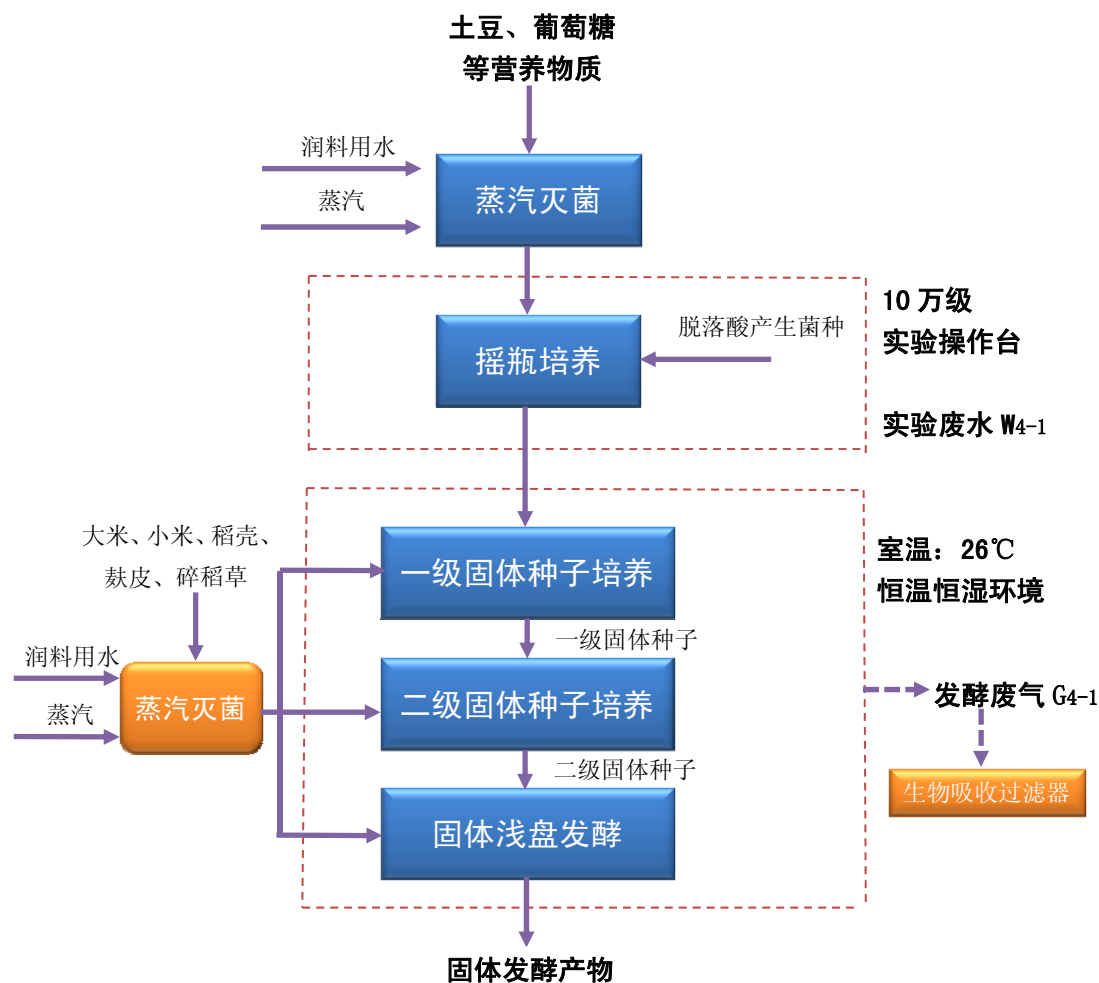 土豆、葡萄糖
等营养物质
润料用水
蒸汽
蒸汽灭菌
10 万级
实验操作台
脱落酸产生菌种
摇瓶培养
实验废水 W4-1
大米、小米、稻壳、
麸皮、碎稻草
室温：26℃
恒温恒湿环境
一级固体种子培养
一级固体种子
润料用水
蒸汽
蒸汽灭菌
二级固体种子培养
发酵废气 G4-1
二级固体种子
生物吸收过滤器
固体浅盘发酵
固体发酵产物